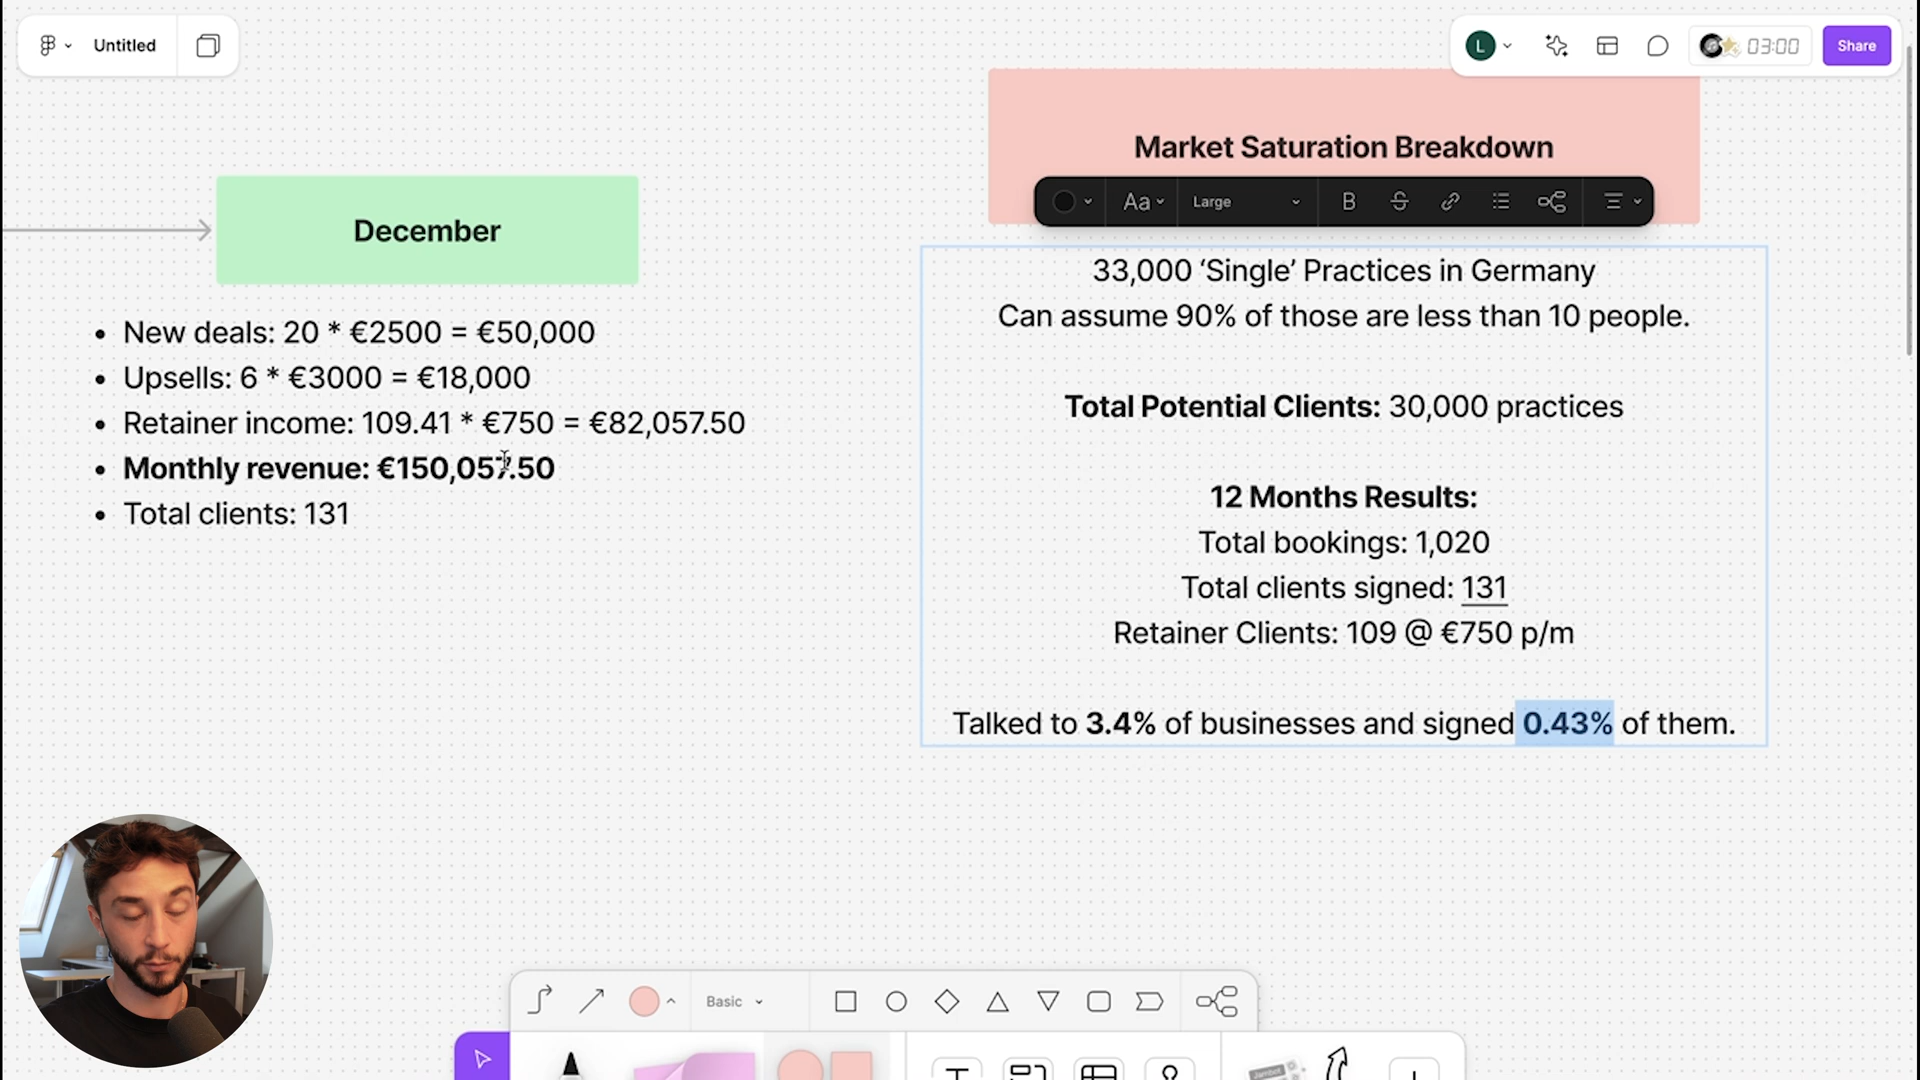 Untitled
L
03:00
Share
Market Saturation Breakdown
Aa
Large
B
S
December
New deals: 20 * €2500 = €50,000
Upsells: 6 * €3000 = €18,000
Retainer income: 109.41 * €750 = €82,057.50
Monthly revenue: €150,057.50
Total clients: 131
33,000 ‘Single’ Practices in Germany
Can assume 90% of those are less than 10 people.
Total Potential Clients: 30,000 practices
12 Months Results:
Total bookings: 1,020
Total clients signed: 131
Retainer Clients: 109 @ €750 p/m
Talked to 3.4% of businesses and signed 0.43% of them.
Basic
T
Jambot